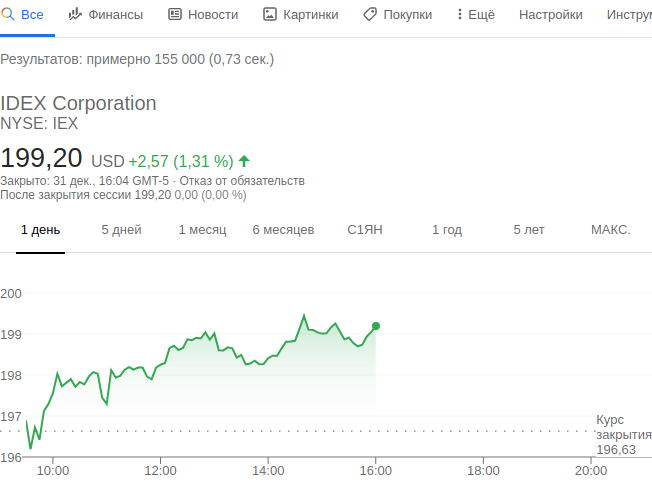 Все Финансы Новости Картинки Покупки Ещё Настройки
Результатов: примерно 155 000 (0,73 сек.)
IDEX Corporation
NYSE: IEX
199,20 USD +2,57 (1,31 %)
Закрыто: 31 дек., 16:04 GMT-5 · Отказ от обязательств
После закрытия сессии 199,20 0,00 (0,00 %)
1 день 5 дней 1 месяц 6 месяцев С1ЯН 1 год 5 лет МАКС.
200
199
198
197
Курс
закрытия
196,63
196
10:00 12:00 14:00 16:00 18:00 20:00